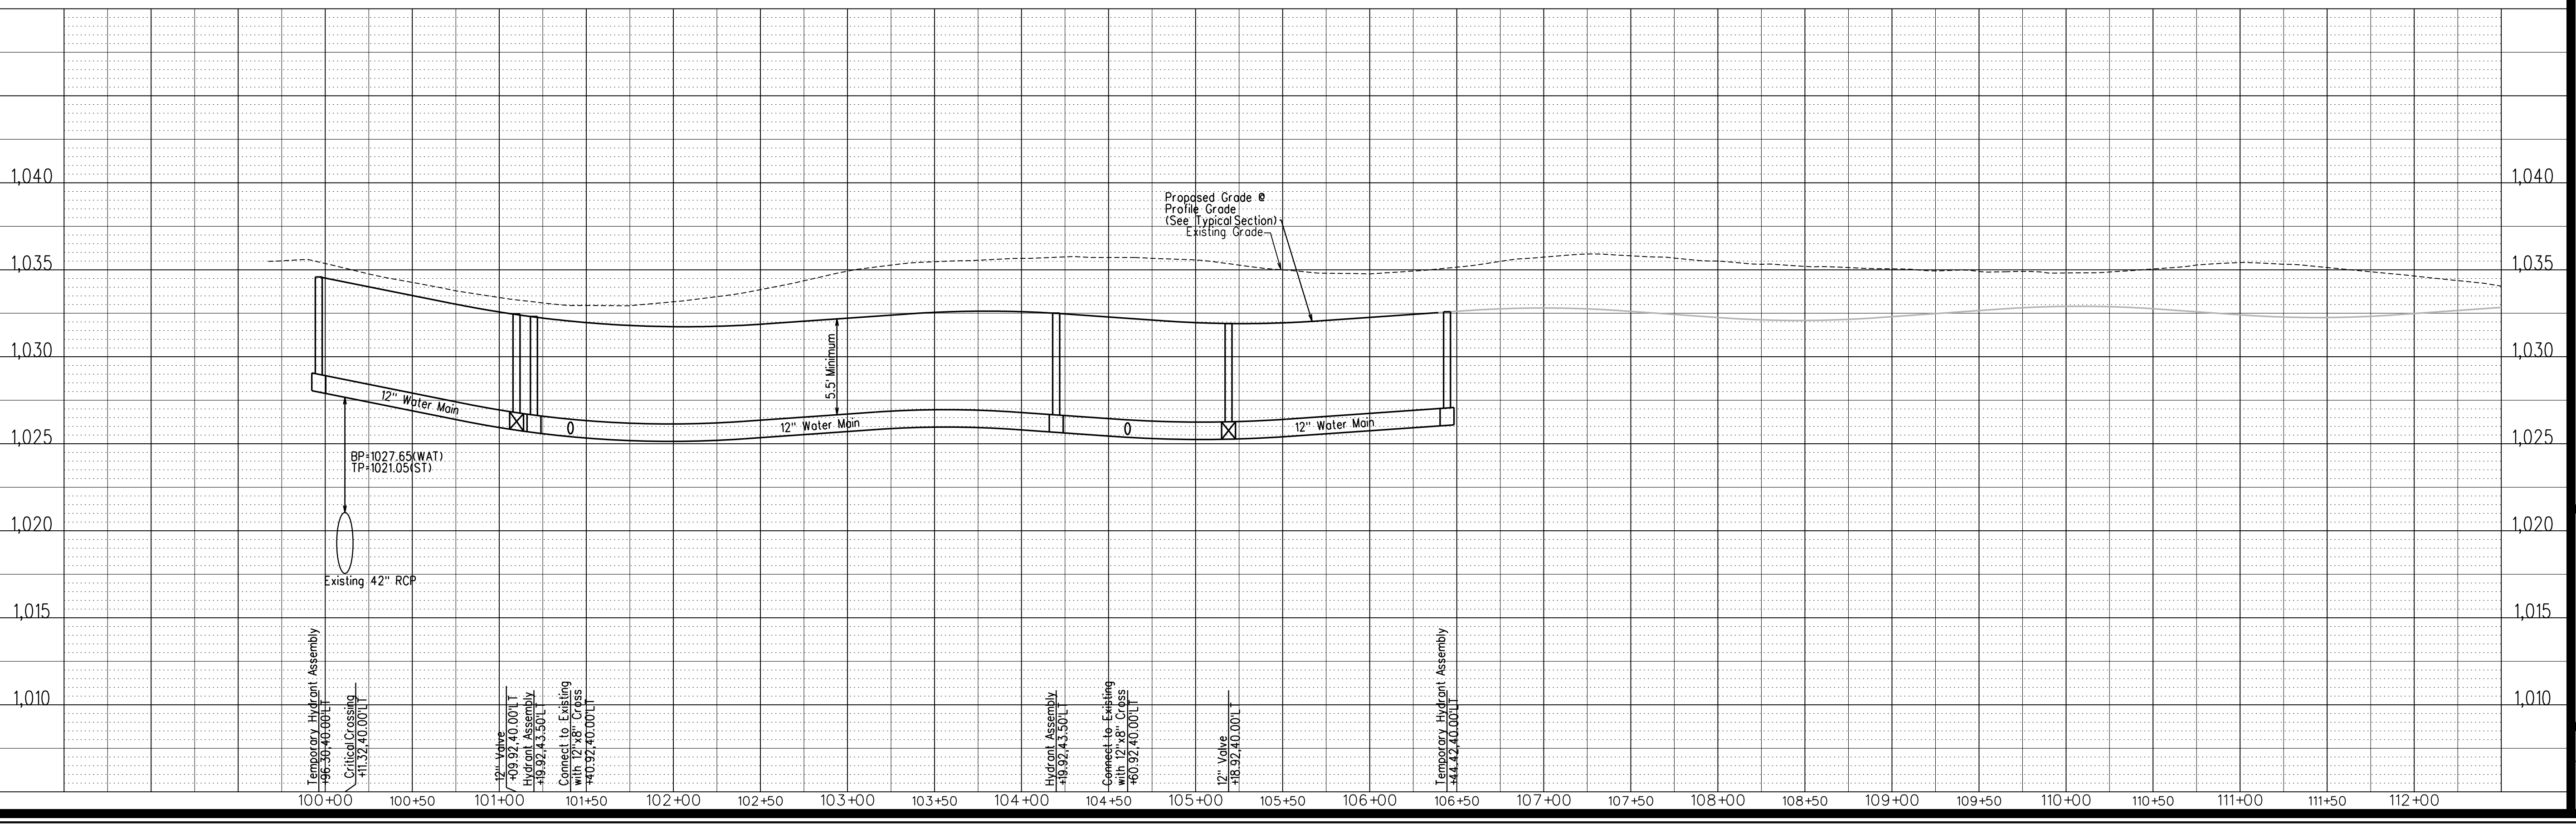 1,040
1,040
Proposed Grade @
Profile Grade
(See Typical Section)
Existing Grade
1,035
1,035
5.5' Minimum
1,030
1,030
12" Water Main
12" Water Main
12" Water Main
1,025
1,025
BP=1027.65(WAT)
TP=1021.05(ST)
1,020
1,020
Existing 42" RCP
1,015
1,015
1,010
1,010
Temporary Hydrant Assembly
+96.30,40.00'LT
Critical Crossing
+11.32,40.00'LT
12" Valve
+09.92,40.00'LT
Hydrant Assembly
+19.92,43.50'LT
Connect to Existing
with 12"x8" Cross
+40.92,40.00'LT
Hydrant Assembly
+19.92,43.50'LT
Connect to Existing
with 12"x8" Cross
+60.92,40.00'LT
12" Valve
+18.92,40.00'LT
Temporary Hydrant Assembly
+44.42,40.00'LT
100+00 100+50 101+00 101+50 102+00 102+50 103+00 103+50 104+00 104+50 105+00 105+50 106+00 106+50 107+00 107+50 108+00 108+50 109+00 109+50 110+00 110+50 111+00 111+50 112+00